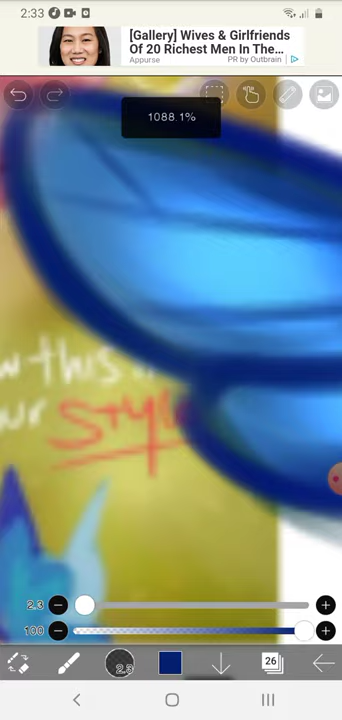 2:33
[Gallery] Wives & Girlfriends
Of 20 Richest Men In The...
Appurse
PR by Outbrain
1088.1%
this
ur STYLE
2.3
100
2.3
26